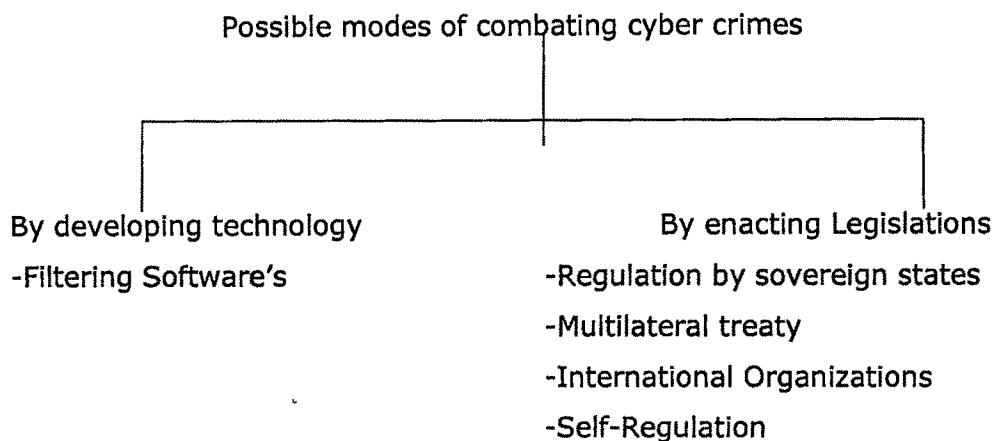 Possible modes of combating cyber crimes
By developing technology
-Filtering Software's
By enacting Legislations
-Regulation by sovereign states
-Multilateral treaty
-International Organizations
-Self-Regulation